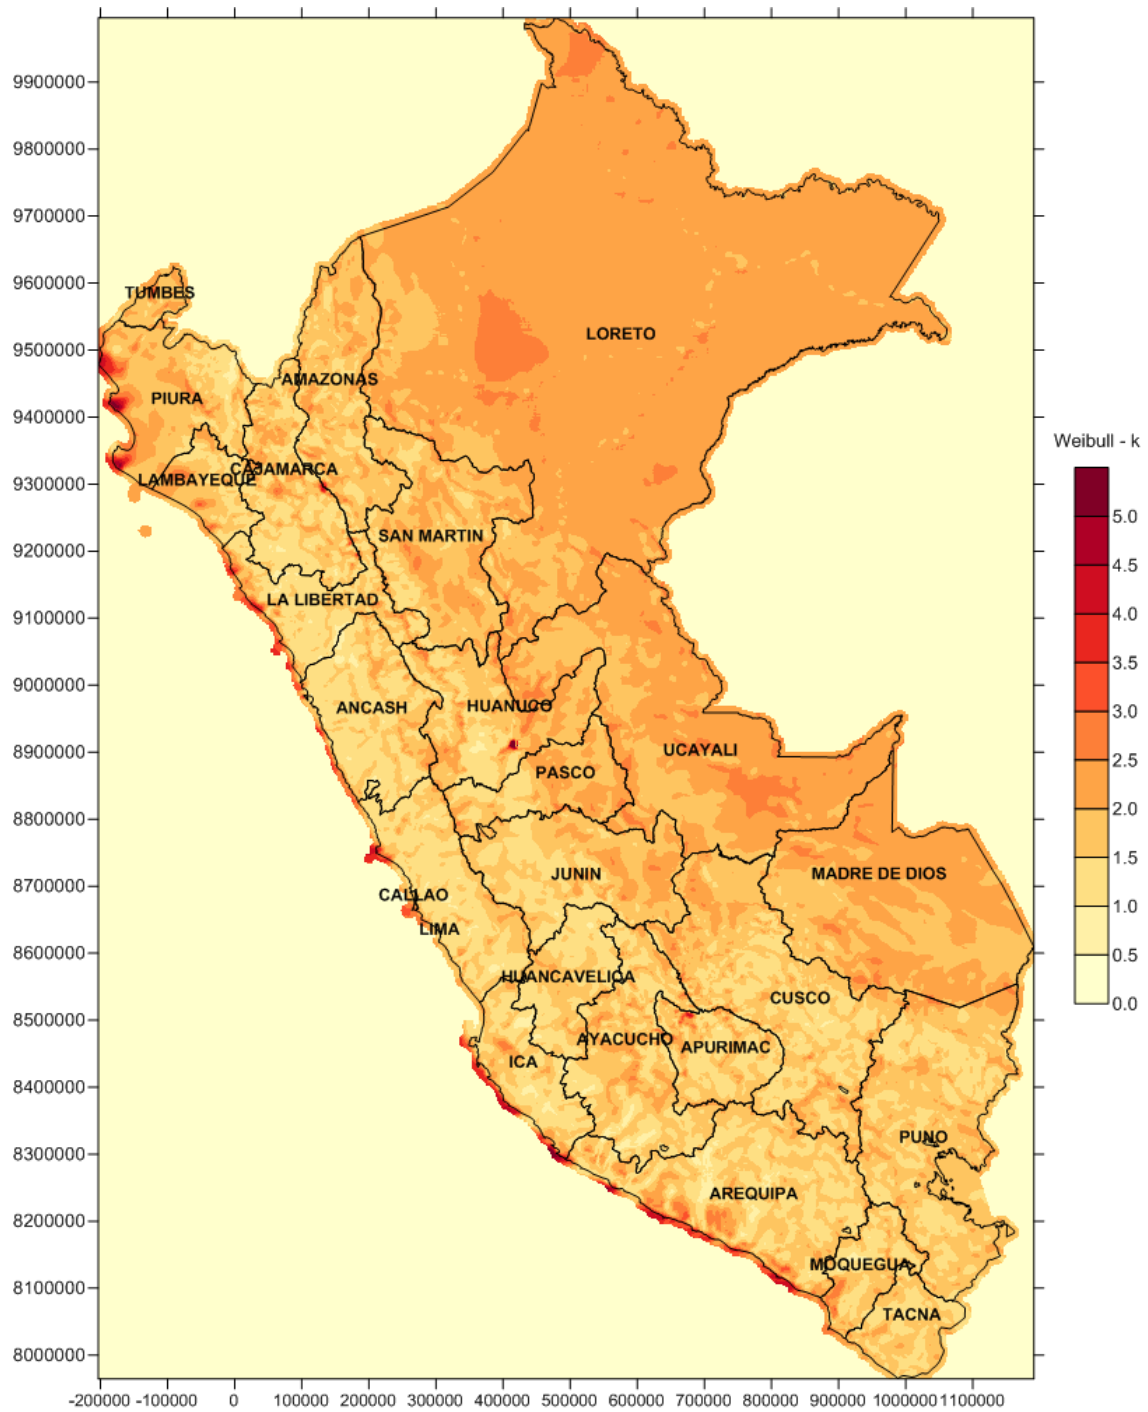 9900000
9800000
9700000
9600000
TUMBES
9500000
LORETO
AMAZONAS
9400000
PIURA
Weibull - k
CAJAMARCA
9300000
LAMBAYEQUE
5.0
SAN MARTIN
4.5
9200000
4.0
LA LIBERTAD
9100000
3.5
9000000
3.0
ANCASH
HUANUCO
2.5
8900000
UCAYALI
PASCO
2.0
8800000
1.5
JUNIN
MADRE DE DIOS
8700000
CALLAO
1.0
LIMA
8600000
0.5
HUANCAVELICA
CUSCO
0.0
8500000
AYACUCHO
APURIMAC
ICA
8400000
PUNO
8300000
AREQUIPA
8200000
MOQUEGUA
8100000
TACNA
8000000
-200000 -100000 0 100000 200000 300000 400000 500000 600000 700000 800000 900000 1000000 1100000